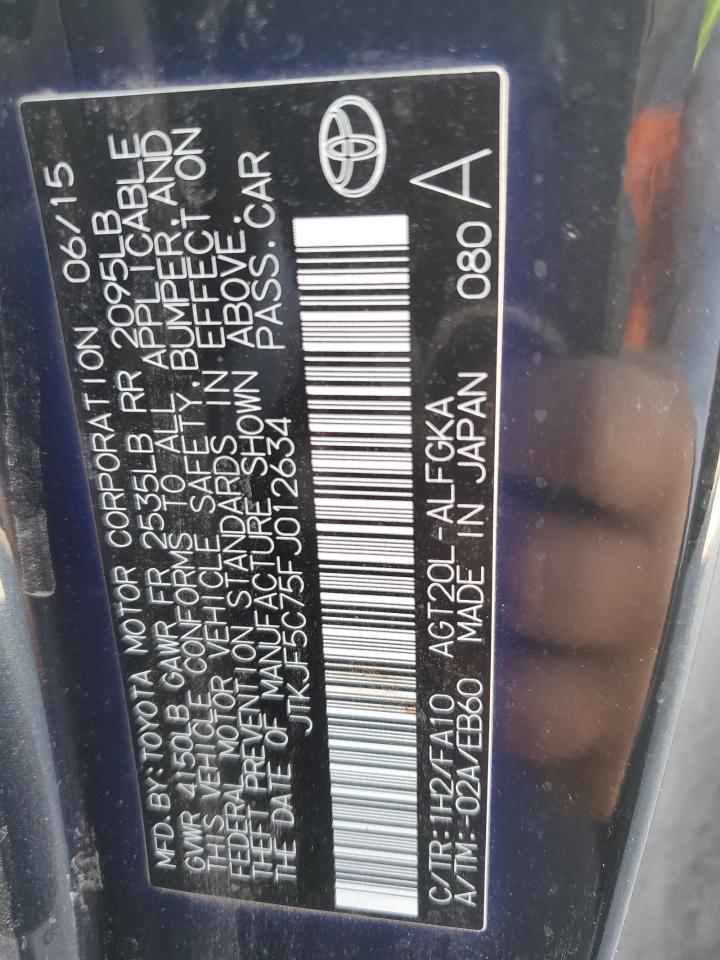 MFD.BY:TOYOTA MOTOR CORPORATION 06/15
GVWR 4150LB GAWR FR 2535LB RR 2095LB
THIS VEHICLE CONFORMS TO ALL APPLICABLE
FEDERAL MOTOR VEHICLE SAFETY,BUMPER,AND
THEFT PREVENTION STANDARDS IN EFFECT ON
THE DATE OF MANUFACTURE SHOWN ABOVE.
JTKJF5C75FJ012634 PASS.CAR
C/TR:1H2/FA10 AGT20L-ALFGKA 080
A/TM:-02A/EB60 MADE IN JAPAN A